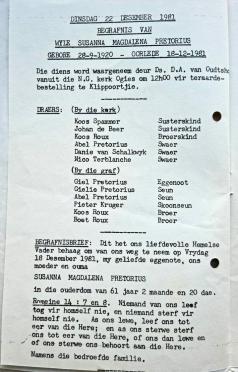 DINSDAG 22 DESEMBER 1981
BEGRAFNIS VAN
WYLE SUSANNA MAGDALENA PRETORIUS
GEBORE 28-9-1920 - OORLEDE 18-12-1981
Die diens word waargeneem deur Ds. D.A. van Oudtsho
vanuit die N.G. kerk Ogies om 12h00 vir teraarde-
bestelling te Klippoortjie.
DRAERS: (By die kerk)
Koos Spammer Susterskind
Johan de Beer Susterskind
Koos Roux Broerskind
Abel Pretorius Swaer
Danie van Schalkwyk Swaer
Nico Terblanche Swaer
(By die graf)
Giel Pretorius Eggenoot
Gielie Pretorius Seun
Abel Pretorius Seun
Pieter Kruger Skoonseun
Koos Roux Broer
Roet Roux Broer
BEGRAFNISBRIEF: Dit het ons liefdevolle Hemelse
Vader behaag om van ons weg te neem op Vrydag
18 Desember 1981, my geliefde eggenote, ons
moeder en ouma
SUSANNA MAGDALENA PRETORIUS
in die ouderdom van 61 jaar 2 maande en 20 dae.
Romeine 14 : 7 en 8. Niemand van ons leef
tog vir homself nie, en niemand sterf vir
homself nie. As ons lewe, leef ons tot
eer van die Here; en as ons sterwe sterf
ons tot eer van die Here, of ons dan lewe en
of ons sterwe ons behoort aan die Here.
Namens die bedroefde familie.